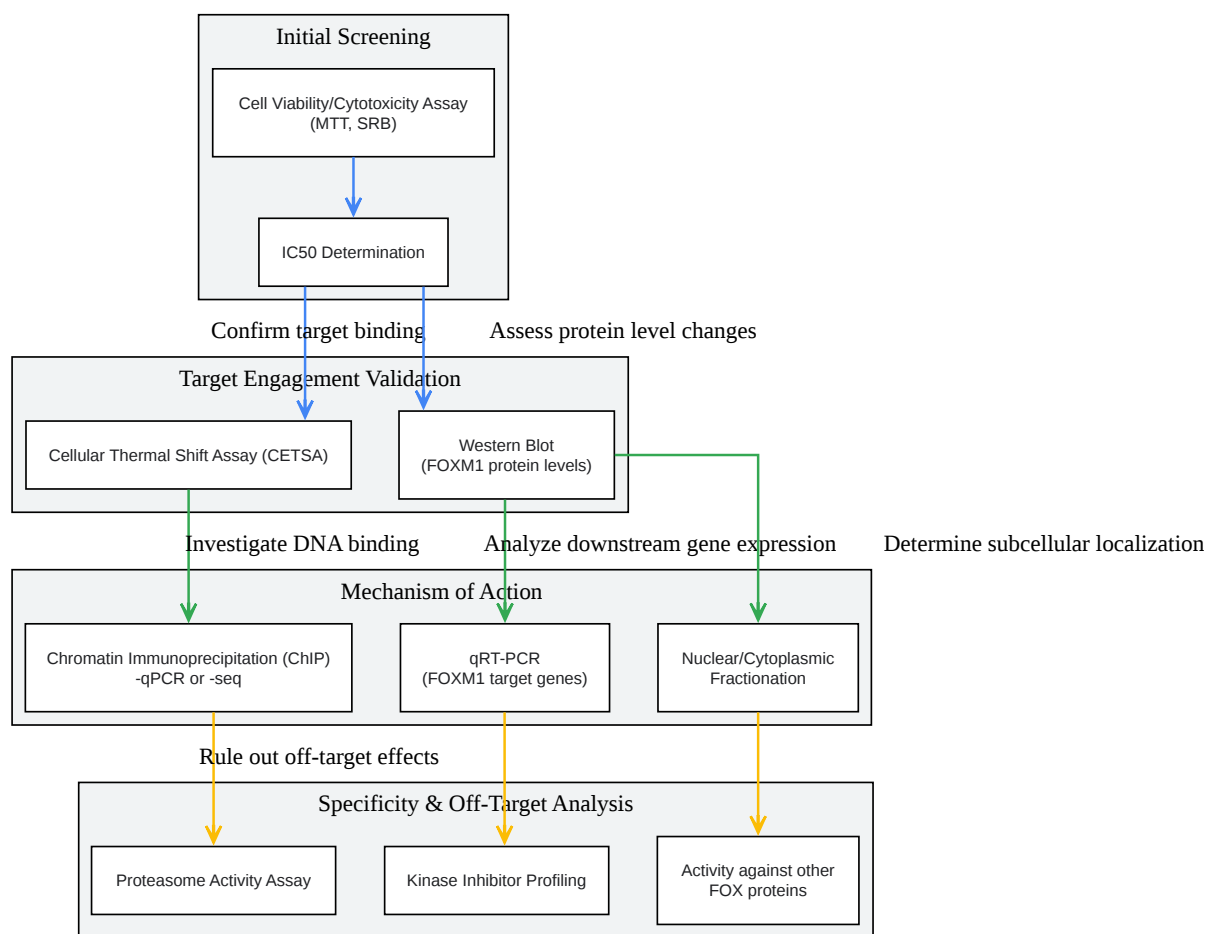 Initial Screening
Cell Viability/Cytotoxicity Assay
(MTT, SRB)
IC50 Determination
Confirm target binding
Assess protein level changes
Target Engagement Validation
Cellular Thermal Shift Assay (CETSA)
Western Blot
(FOXM1 protein levels)
Investigate DNA binding
Analyze downstream gene expression
Determine subcellular localization
Mechanism of Action
Chromatin Immunoprecipitation (ChIP)
-qPCR or -seq
qRT-PCR
(FOXM1 target genes)
Nuclear/Cytoplasmic
Fractionation
Rule out off-target effects
Specificity & Off-Target Analysis
Proteasome Activity Assay
Kinase Inhibitor Profiling
Activity against other
FOX proteins